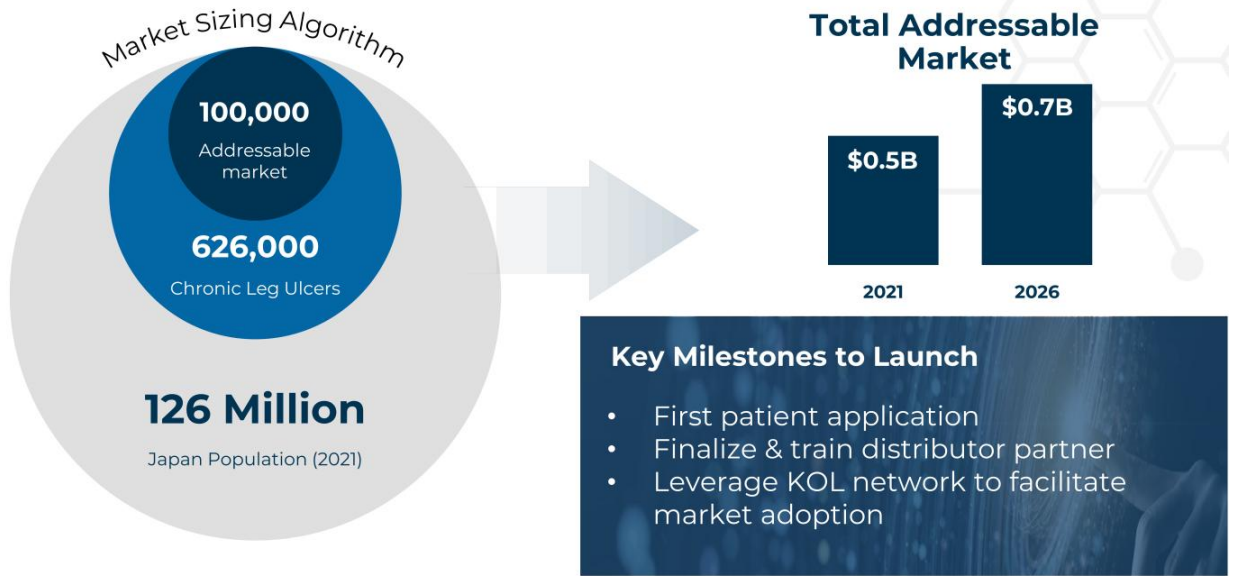 Market Sizing Algorithm
100,000
Addressable
market
626,000
Chronic Leg Ulcers
126 Million
Japan Population (2021)
Total Addressable
Market
$0.5B
$0.7B
2021
2026
Key Milestones to Launch
• First patient application
• Finalize & train distributor partner
• Leverage KOL network to facilitate
market adoption